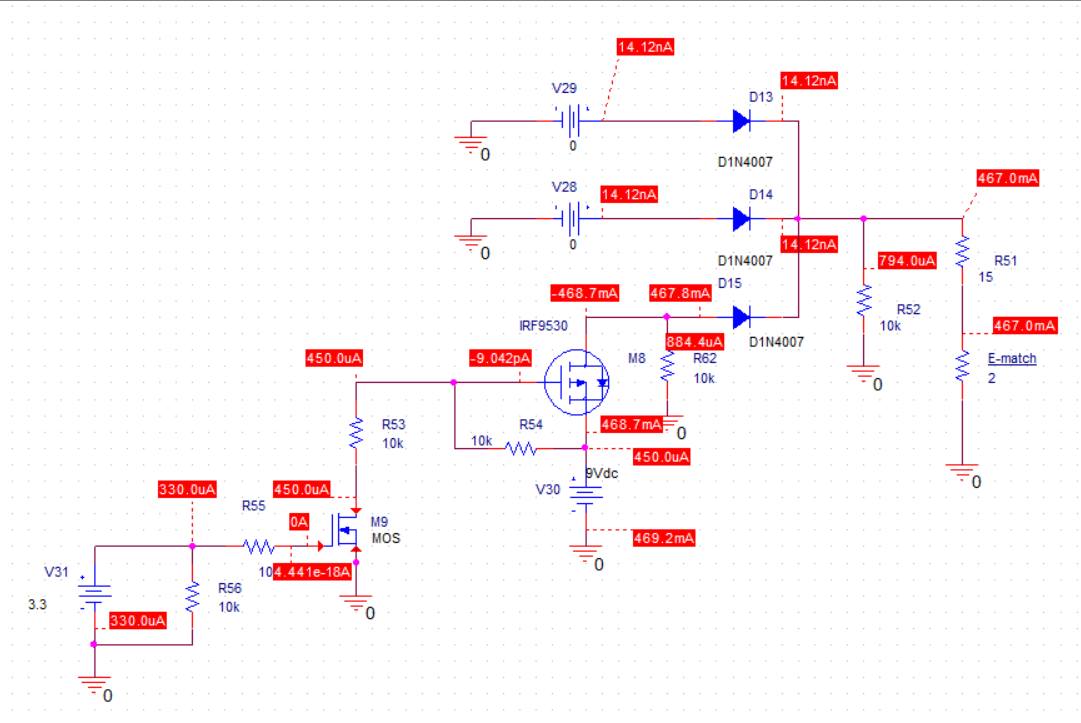 14.12nA
V29
D13
14.12nA
0
0
D1N4007
V28
14.12nA
D14
467.0mA
0
0
14.12nA
D1N4007
794.0uA
R51
15
D15
-468.7mA
467.8mA
R52
10k
IRF9530
D1N4007
467.0mA
884.4uA
450.0uA
-9.042pA
M8
R62
10k
E-match
2
0
R53
10k
R54
10k
468.7mA
0
450.0uA
9Vdc
V30
0
330.0uA
450.0uA
R55
0A
M9
MOS
469.2mA
V31
10
4.441e-18A
0
R56
10k
3.3
330.0uA
0
0